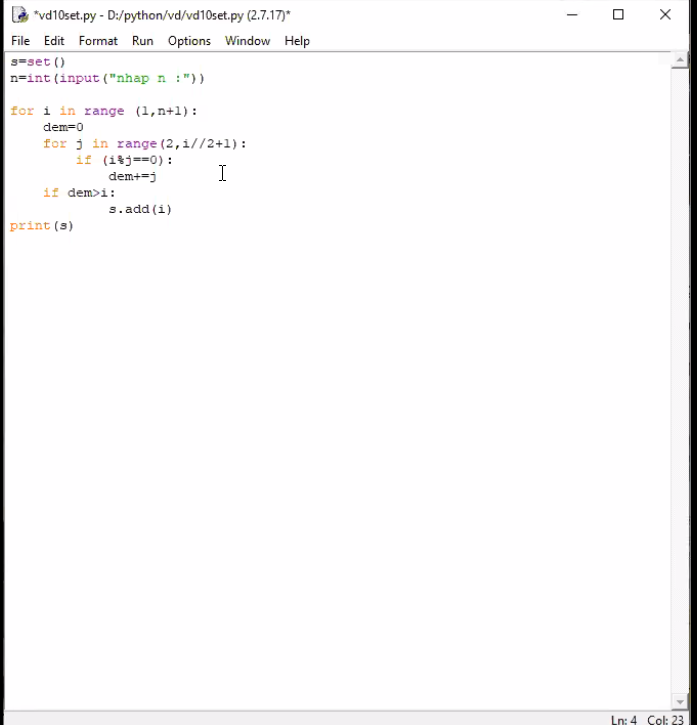 *vd10set.py - D:/python/vd/vd10set.py (2.7.17)*
File Edit Format Run Options Window Help
s=set()
n=int(input("nhap n :"))
for i in range (1,n+1):
    dem=0
    for j in range(2,i//2+1):
        if (i%j==0):
            dem+=j
    if dem>i:
            s.add(i)
print(s)
Ln: 4 Col: 23